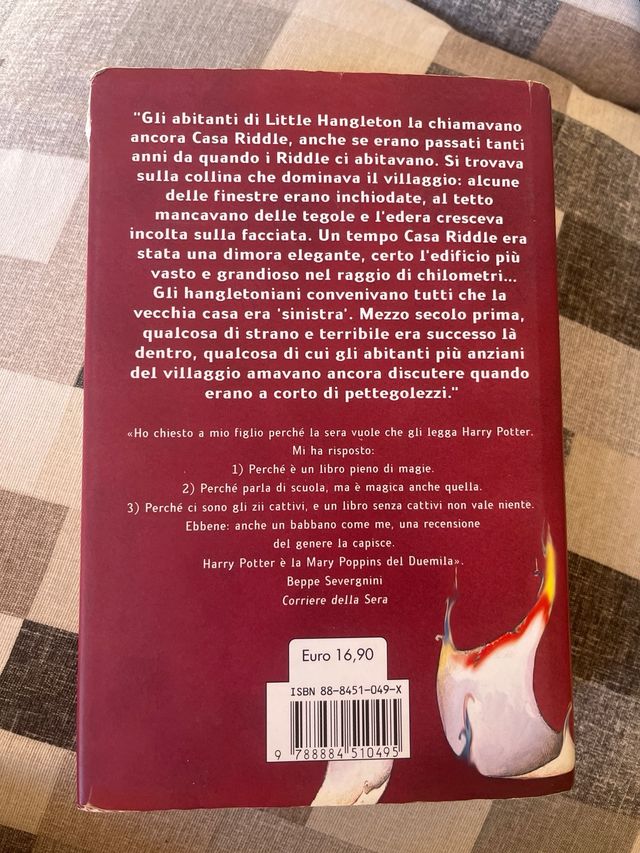 "Gli abitanti di Little Hangleton la chiamavano
ancora Casa Riddle, anche se erano passati tanti
anni da quando i Riddle ci abitavano. Si trovava
sulla collina che dominava il villaggio: alcune
delle finestre erano inchiodate, al tetto
mancavano delle tegole e l'edera cresceva
incolta sulla facciata. Un tempo Casa Riddle era
stata una dimora elegante, certo l'edificio più
vasto e grandioso nel raggio di chilometri...
Gli hangletoniani convenivano tutti che la
vecchia casa era 'sinistra'. Mezzo secolo prima,
qualcosa di strano e terribile era successo là
dentro, qualcosa di cui gli abitanti più anziani
del villaggio amavano ancora discutere quando
erano a corto di pettegolezzi."
«Ho chiesto a mio figlio perché la sera vuole che gli legga Harry Potter.
Mi ha risposto:
1) Perché è un libro pieno di magie.
2) Perché parla di scuola, ma è magica anche quella.
3) Perché ci sono gli zii cattivi, e un libro senza cattivi non vale niente.
Ebbene: anche un babbano come me, una recensione
del genere la capisce.
Harry Potter è la Mary Poppins del Duemila».
Beppe Severgnini
Corriere della Sera
Euro 16,90
ISBN 88-8451-049-X
9 788884 510495